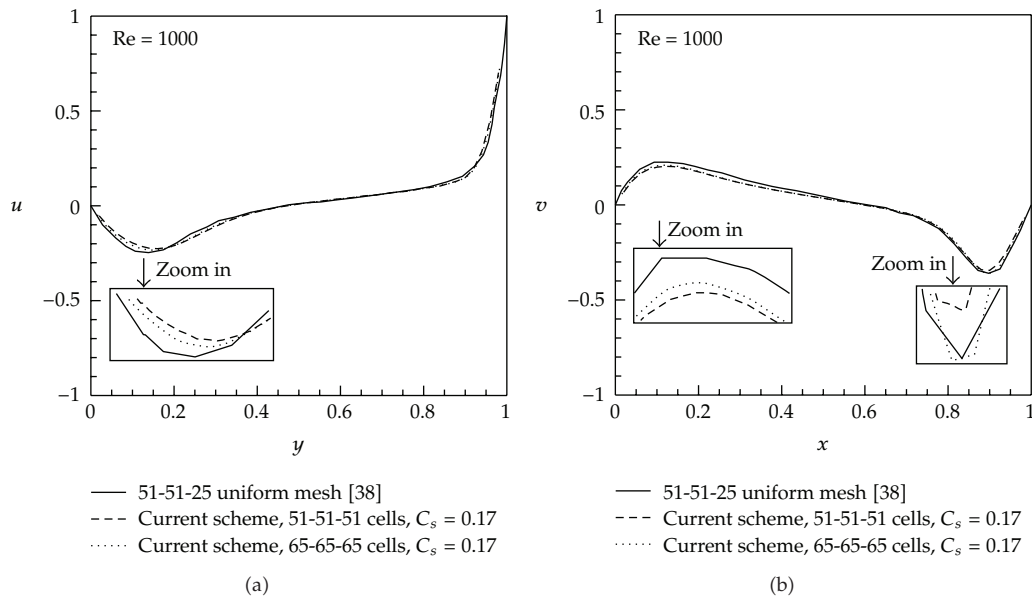 1
0.5
0
−0.5
−1
u
Re = 1000
Zoom in
0
0.2
0.4
0.6
0.8
1
y
51-51-25 uniform mesh [38]
Current scheme, 51-51-51 cells, Cs = 0.17
Current scheme, 65-65-65 cells, Cs = 0.17
(a)
1
0.5
0
−0.5
−1
v
Re = 1000
Zoom in
Zoom in
0
0.2
0.4
0.6
0.8
1
x
51-51-25 uniform mesh [38]
Current scheme, 51-51-51 cells, Cs = 0.17
Current scheme, 65-65-65 cells, Cs = 0.17
(b)